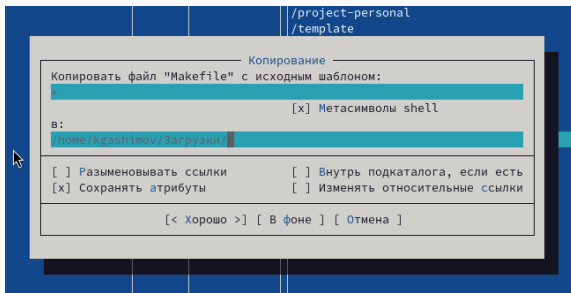 /project-personal
/template
Копирование
Копировать файл "Makefile" с исходным шаблоном:
*
[x] Метасимволы shell
в:
/home/kgashimov/Загрузки/
[ ] Разыменовывать ссылки [ ] Внутрь подкаталога, если есть
[x] Сохранять атрибуты [ ] Изменять относительные ссылки
[< Хорошо >] [ В фоне ] [ Отмена ]